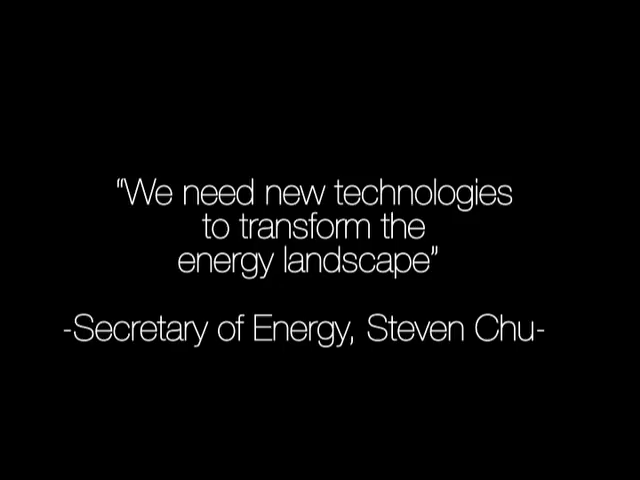 “We need new technologies
to transform the
energy landscape”
-Secretary of Energy, Steven Chu-